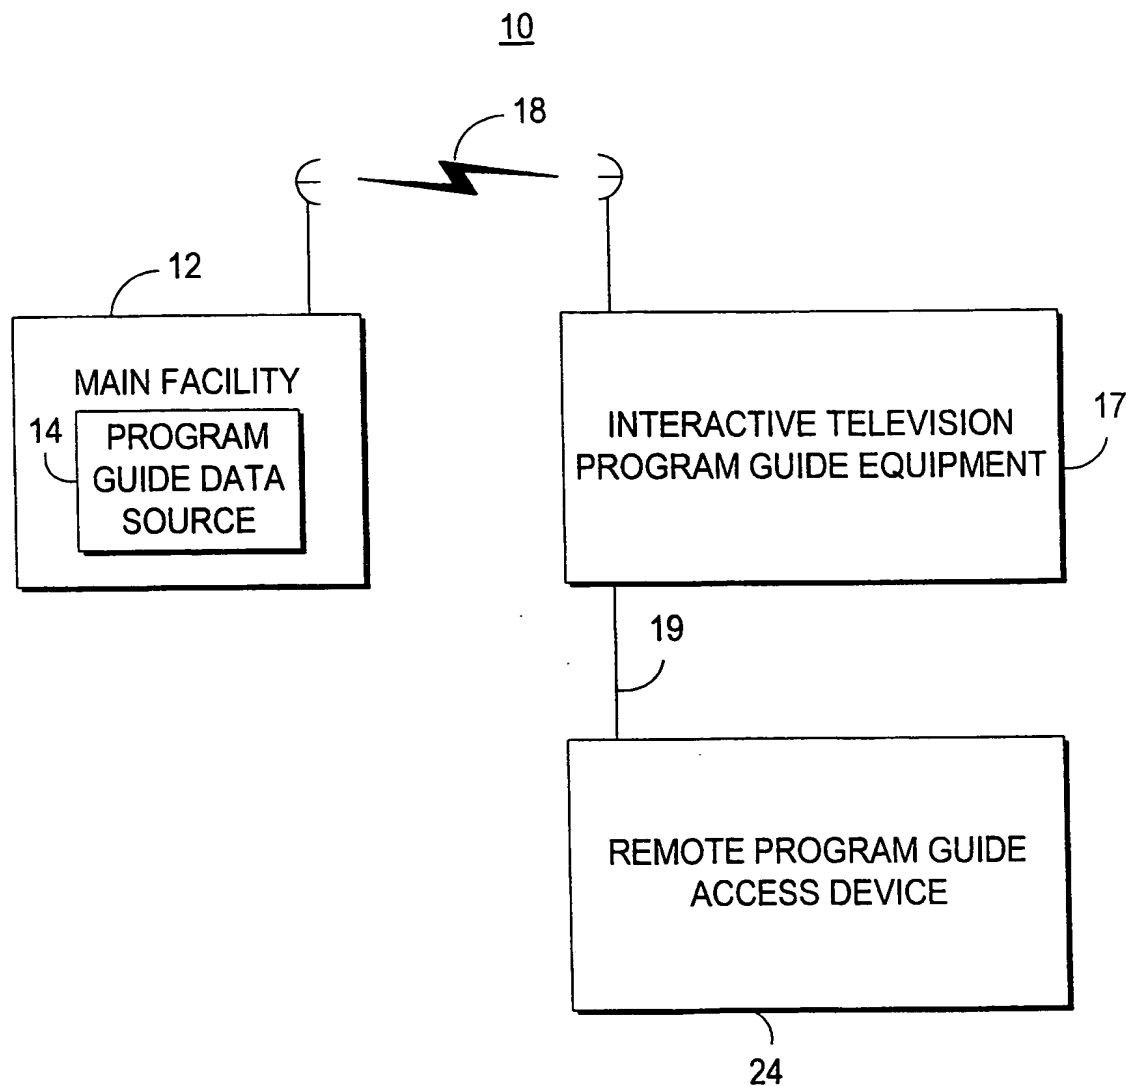 10
18
12
MAIN FACILITY
14
PROGRAM
GUIDE DATA
SOURCE
INTERACTIVE TELEVISION
PROGRAM GUIDE EQUIPMENT
17
19
REMOTE PROGRAM GUIDE
ACCESS DEVICE
24